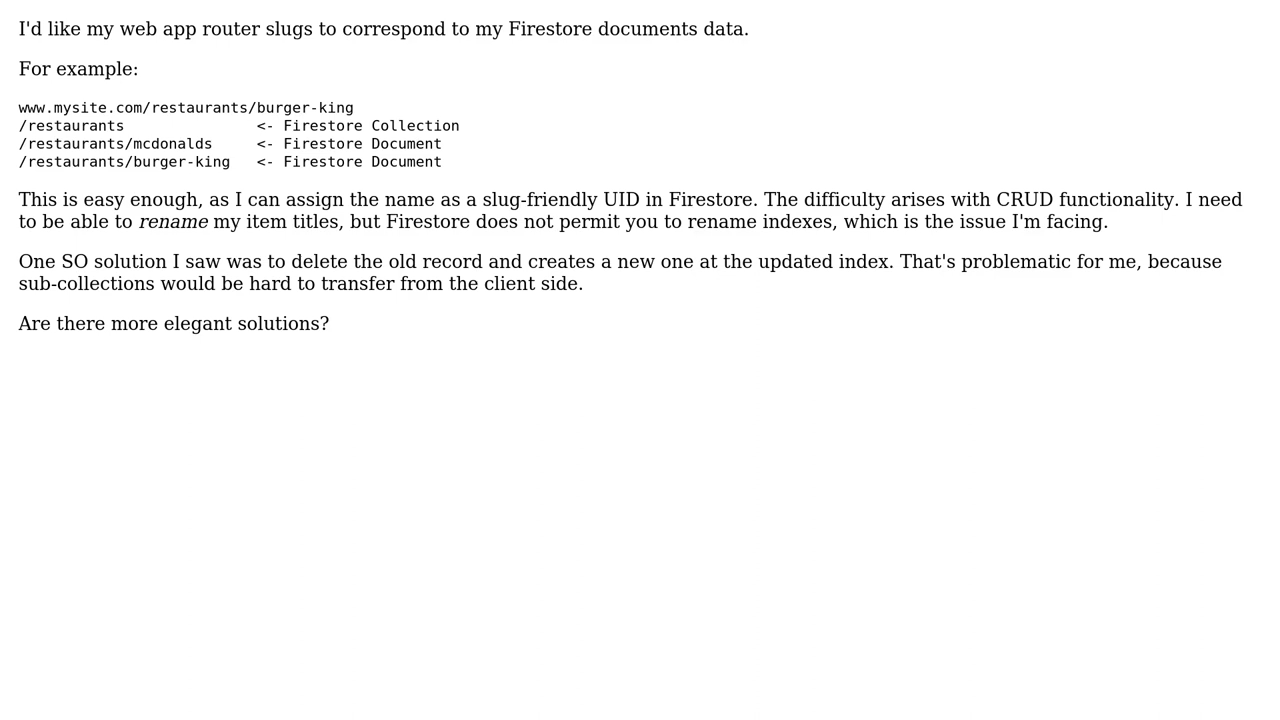 I'd like my web app router slugs to correspond to my Firestore documents data.
For example:
www.mysite.com/restaurants/burger-king
/restaurants               <- Firestore Collection
/restaurants/mcdonalds     <- Firestore Document
/restaurants/burger-king   <- Firestore Document
This is easy enough, as I can assign the name as a slug-friendly UID in Firestore. The difficulty arises with CRUD functionality. I need
to be able to rename my item titles, but Firestore does not permit you to rename indexes, which is the issue I'm facing.
One SO solution I saw was to delete the old record and creates a new one at the updated index. That's problematic for me, because
sub-collections would be hard to transfer from the client side.
Are there more elegant solutions?